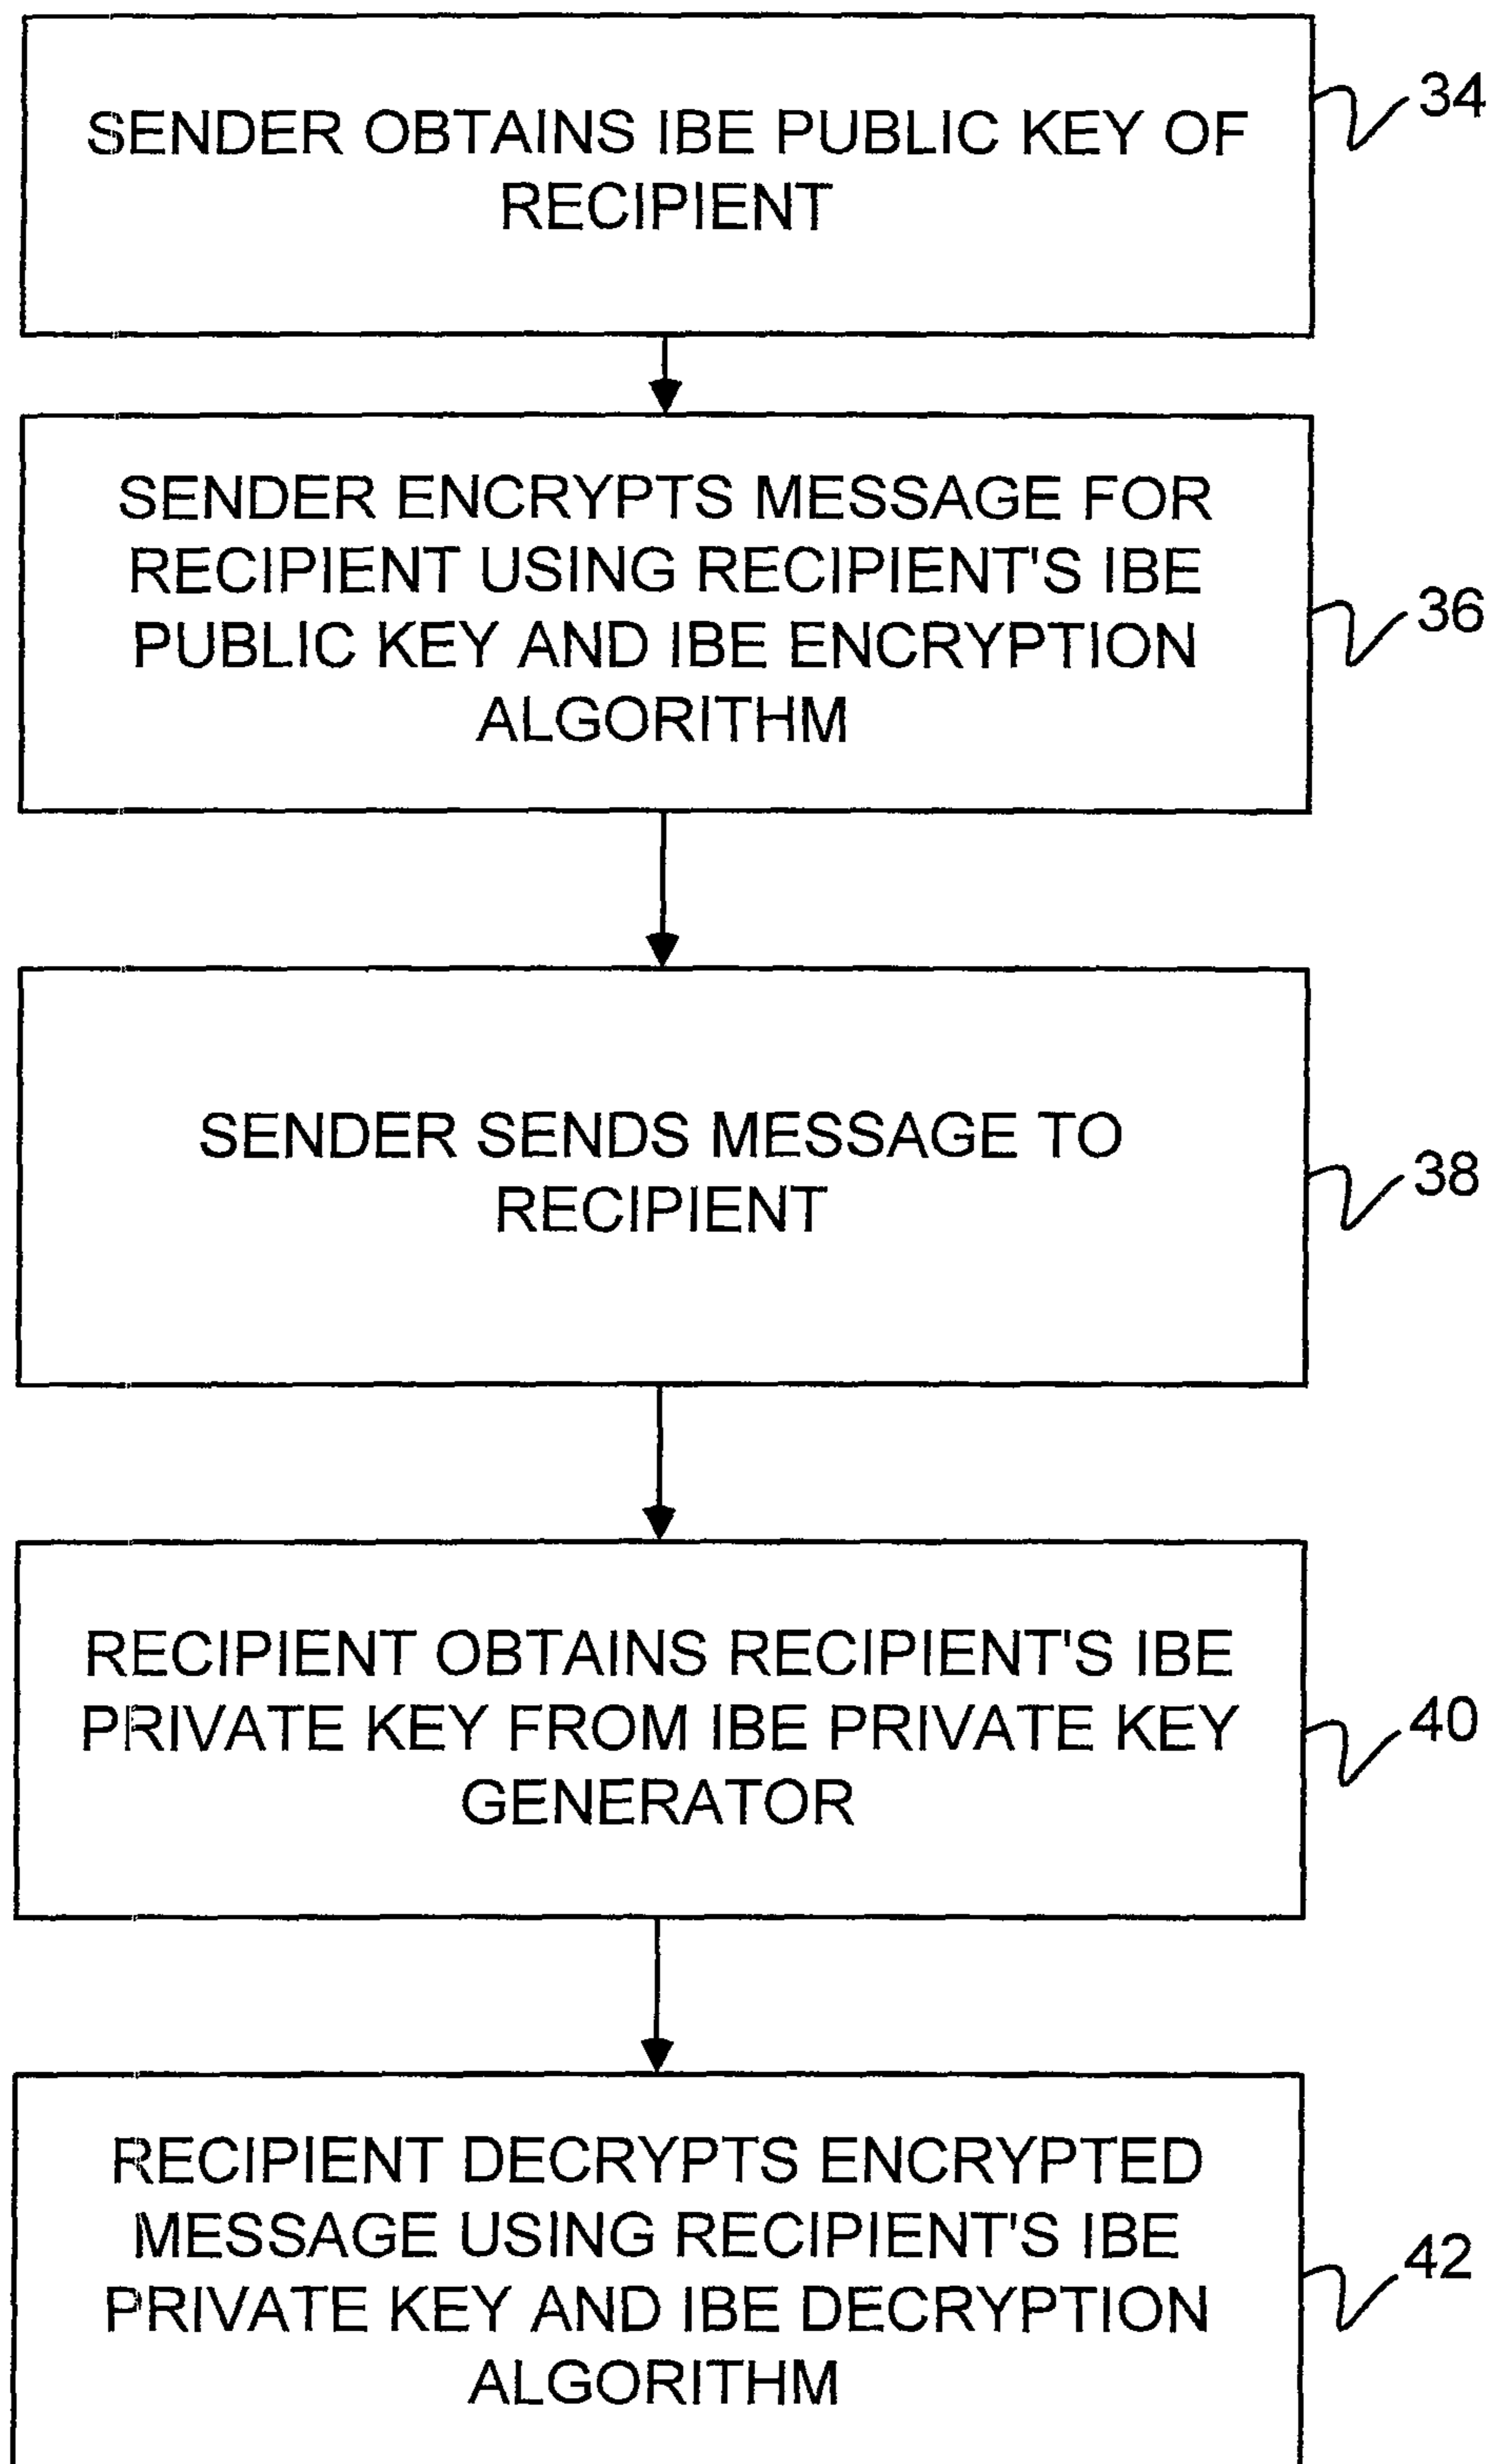 SENDER OBTAINS IBE PUBLIC KEY OF
RECIPIENT
34
SENDER ENCRYPTS MESSAGE FOR
RECIPIENT USING RECIPIENT'S IBE
PUBLIC KEY AND IBE ENCRYPTION
ALGORITHM
36
SENDER SENDS MESSAGE TO
RECIPIENT
38
RECIPIENT OBTAINS RECIPIENT'S IBE
PRIVATE KEY FROM IBE PRIVATE KEY
GENERATOR
40
RECIPIENT DECRYPTS ENCRYPTED
MESSAGE USING RECIPIENT'S IBE
PRIVATE KEY AND IBE DECRYPTION
ALGORITHM
42